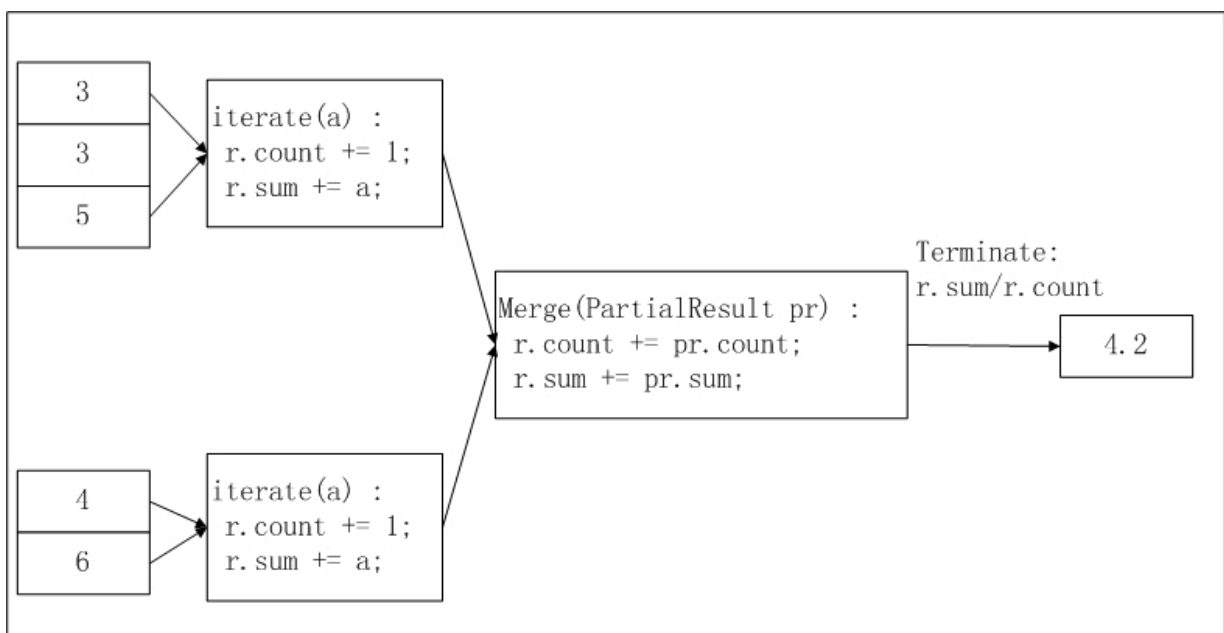 3
3
5
iterate(a) :
r.count += 1;
r.sum += a;
Merge(PartialResult pr) :
r.count += pr.count;
r.sum += pr.sum;
Terminate:
r.sum/r.count
4.2
4
6
iterate(a) :
r.count += 1;
r.sum += a;